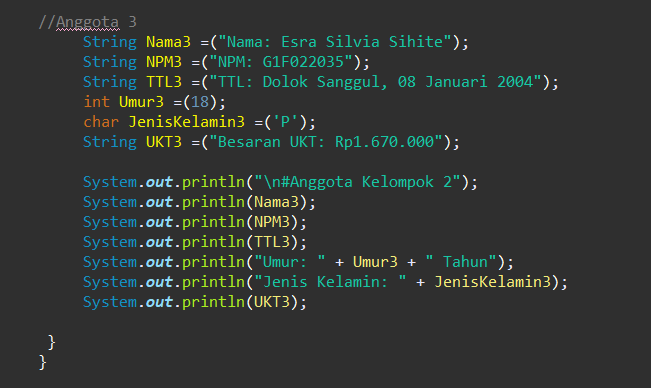 //Anggota 3
String Nama3 =("Nama: Esra Silvia Sihite");
String NPM3 =("NPM: G1F022035");
String TTL3 =("TTL: Dolok Sanggul, 08 Januari 2004");
int Umur3 =(18);
char JenisKelamin3 =('P');
String UKT3 =("Besaran UKT: Rp1.670.000");
System.out.println("\n#Anggota Kelompok 2");
System.out.println(Nama3);
System.out.println(NPM3);
System.out.println(TTL3);
System.out.println("Umur: " + Umur3 + " Tahun");
System.out.println("Jenis Kelamin: " + JenisKelamin3);
System.out.println(UKT3);
}
}